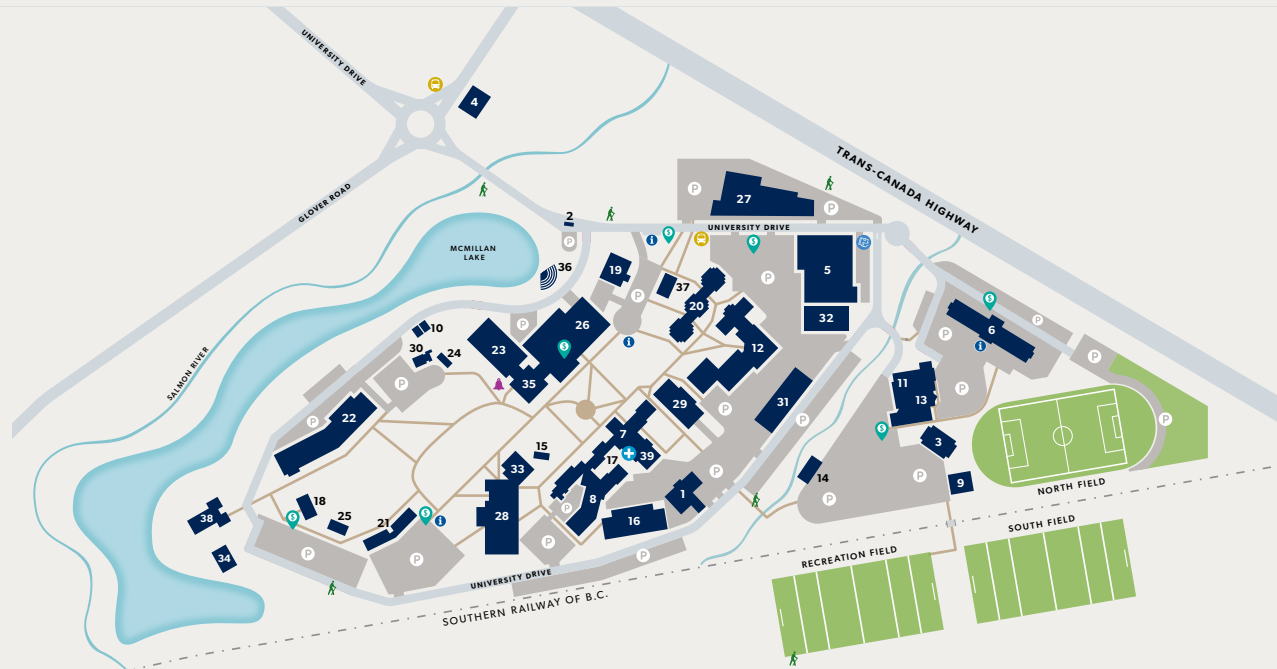 UNIVERSITY DRIVE
4
TRANS-CANADA HIGHWAY
GLOVER ROAD
P
27
P
2
UNIVERSITY DRIVE
P
MCMILLAN
LAKE
i
$
$
36
19
37
5
P
P
20
$
32
6
P
10
26
P
P
i
i
12
P
30
24
23
$
SALMON RIVER
P
35
11
13
P
31
29
P
P
P
22
P
7
$
3
15
17
39
33
P
14
P
9
NORTH FIELD
1
P
8
18
38
$
25
21
$
i
28
P
16
SOUTH FIELD
34
P
P
P
P
RECREATION FIELD
UNIVERSITY DRIVE
SOUTHERN RAILWAY OF B.C.